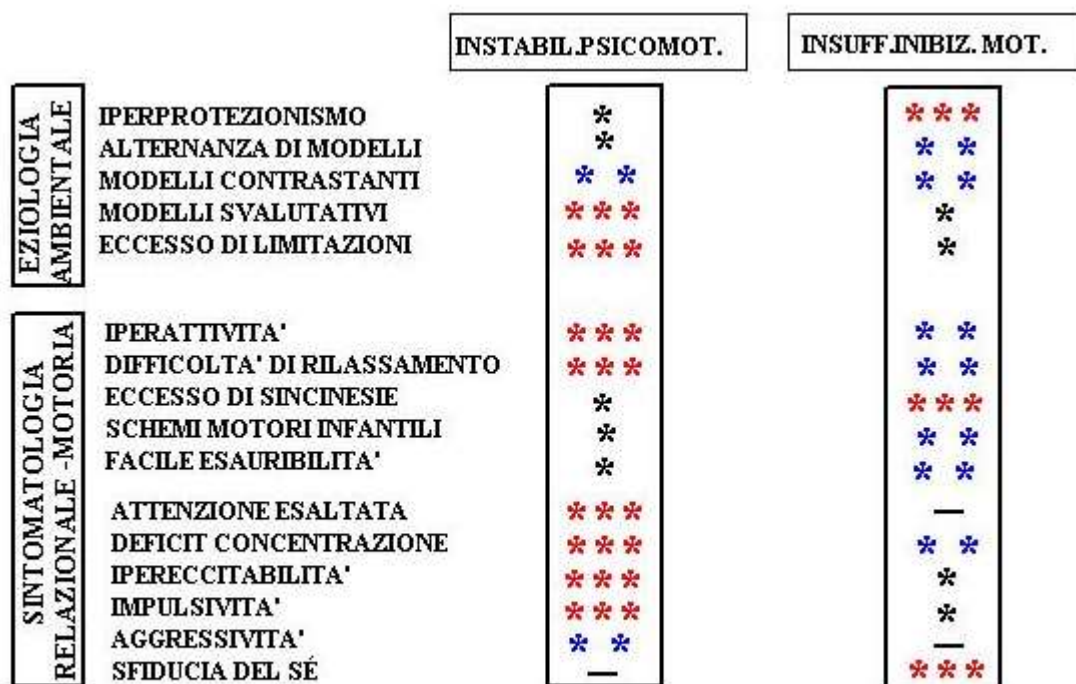 INSTABIL.PSICOMOT. INSUFF.INIBIZ. MOT.
EZIOLOGIA
AMBIENTALE
IPERPROTEZIONISMO * ***
ALTERNANZA DI MODELLI * * *
MODELLI CONTRASTANTI * * * *
MODELLI SVALUTATIVI *** *
ECCESSO DI LIMITAZIONI *** *
SINTOMATOLOGIA
RELAZIONALE -MOTORIA
IPERATTIVITA' *** * *
DIFFICOLTA' DI RILASSAMENTO *** * *
ECCESSO DI SINCINESIE * ***
SCHEMI MOTORI INFANTILI * * *
FACILE ESAURIBILITA' * * *
ATTENZIONE ESALTATA *** —
DEFICIT CONCENTRAZIONE *** * *
IPERECCITABILITA' *** *
IMPULSIVITA' *** *
AGGRESSIVITA' * * —
SFIDUCIA DEL SÉ — ***